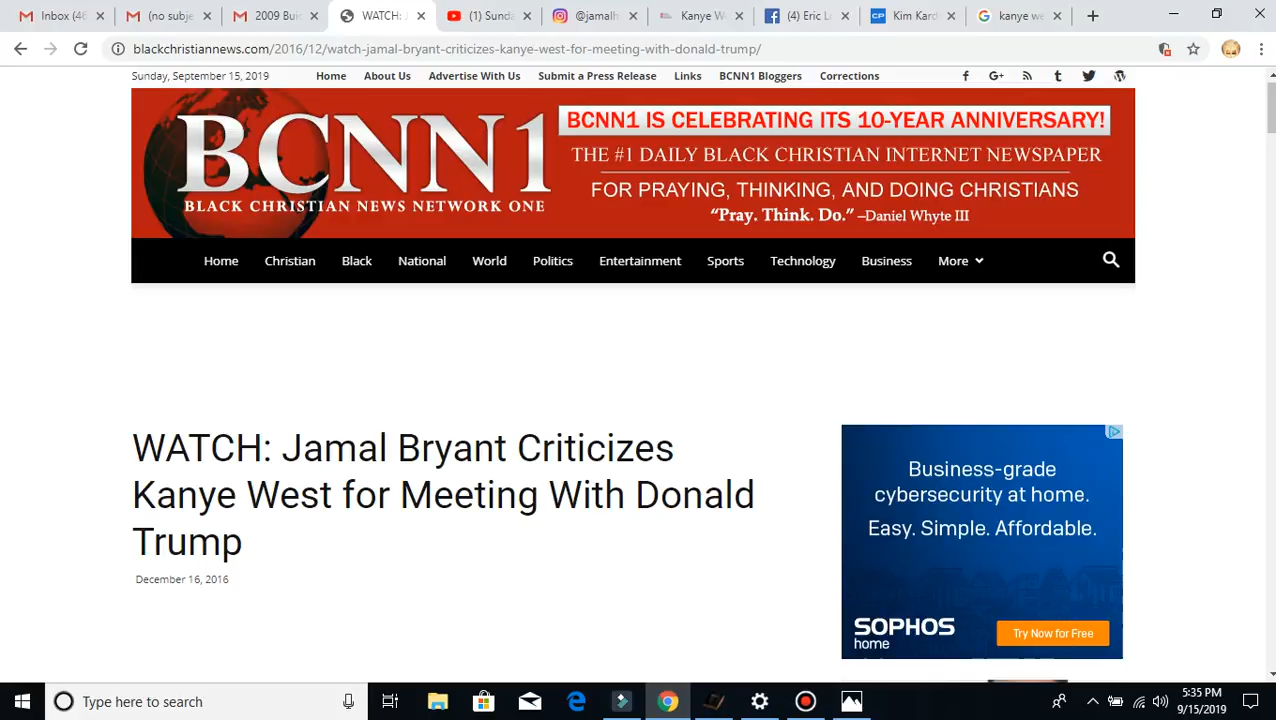 Inbox (46
(no subje
2009 Buic
WATCH: J
(1) Sunda
@jamalh
Kanye W
(4) Eric L
Kim Kard
kanye we
blackchristiannews.com/2016/12/watch-jamal-bryant-criticizes-kanye-west-for-meeting-with-donald-trump/
Sunday, September 15, 2019 Home About Us Advertise With Us Submit a Press Release Links BCNN1 Bloggers Corrections
BCNN1
BLACK CHRISTIAN NEWS NETWORK ONE
BCNN1 IS CELEBRATING ITS 10-YEAR ANNIVERSARY!
THE #1 DAILY BLACK CHRISTIAN INTERNET NEWSPAPER
FOR PRAYING, THINKING, AND DOING CHRISTIANS
“Pray. Think. Do.” –Daniel Whyte III
Home Christian Black National World Politics Entertainment Sports Technology Business More
WATCH: Jamal Bryant Criticizes
Kanye West for Meeting With Donald
Trump
December 16, 2016
Business-grade
cybersecurity at home.
Easy. Simple. Affordable.
SOPHOS
home
Try Now for Free
Type here to search
5:35 PM
9/15/2019